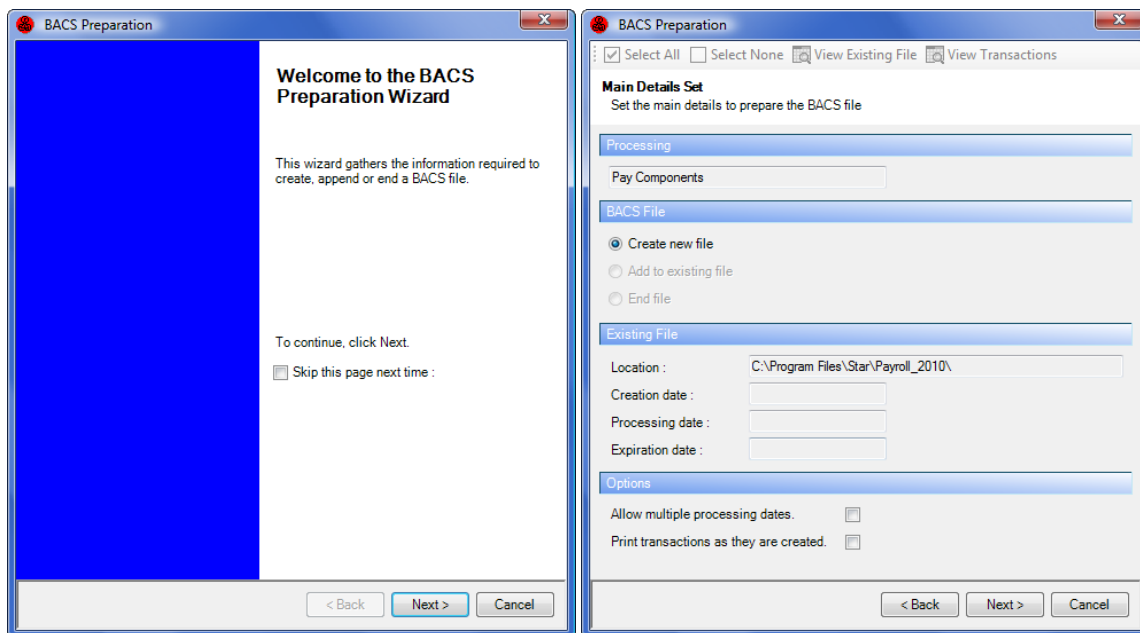 BACS Preparation
Welcome to the BACS
Preparation Wizard
This wizard gathers the information required to
create, append or end a BACS file.
To continue, click Next.
Skip this page next time :
< Back
Next >
Cancel
BACS Preparation
Select All
Select None
View Existing File
View Transactions
Main Details Set
Set the main details to prepare the BACS file
Processing
Pay Components
BACS File
Create new file
Add to existing file
End file
Existing File
Location :
C:\Program Files\Star\Payroll_2010\
Creation date :
Processing date :
Expiration date :
Options
Allow multiple processing dates.
Print transactions as they are created.
< Back
Next >
Cancel